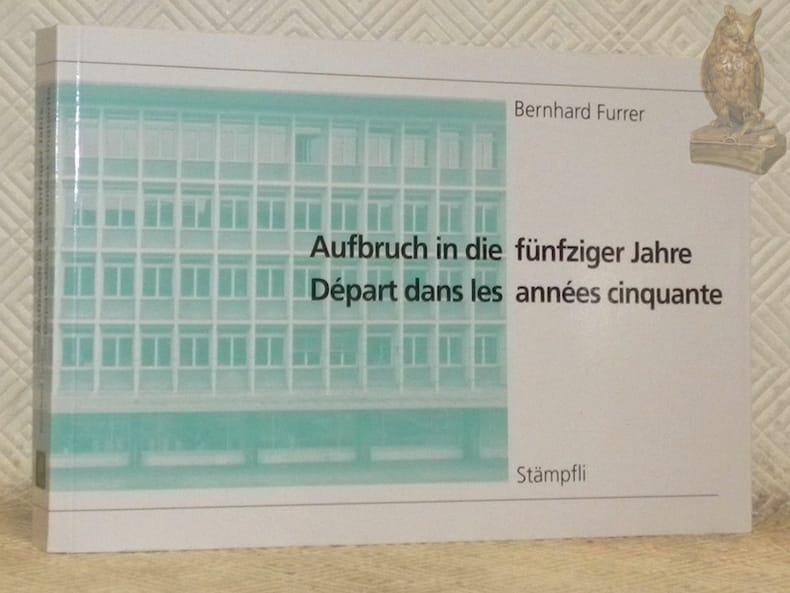 Bernhard Furrer
Aufbruch in die fünfziger Jahre
Départ dans les années cinquante
Stämpfli